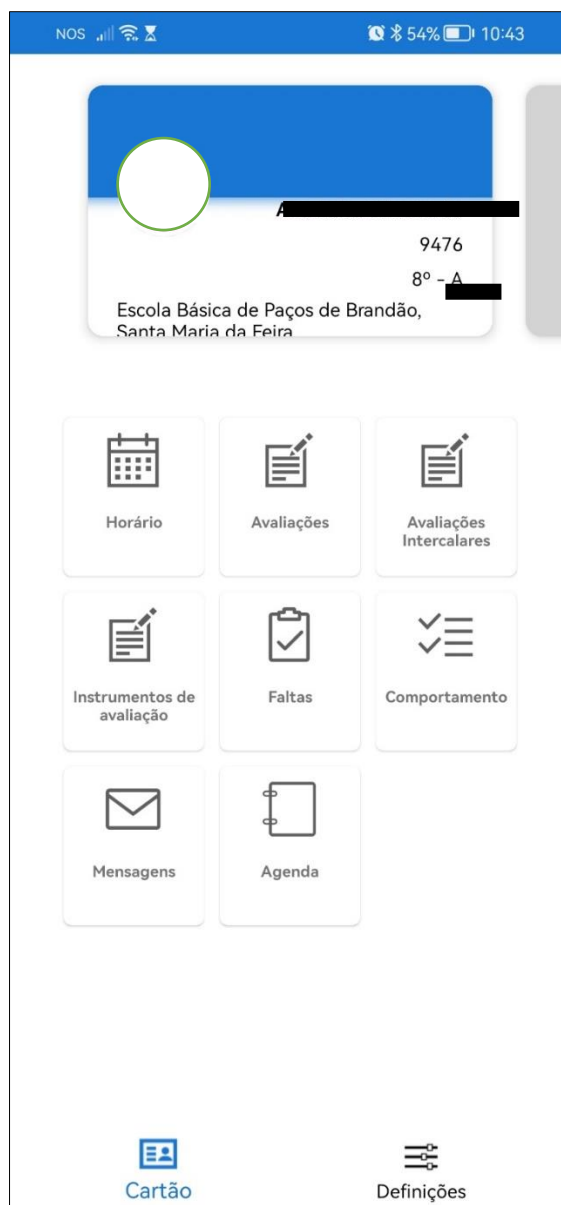 NOS 54% 10:43
9476
8º - A
Escola Básica de Paços de Brandão,
Santa Maria da Feira
Horário
Avaliações
Avaliações
Intercalares
Instrumentos de
avaliação
Faltas
Comportamento
Mensagens
Agenda
Cartão
Definições